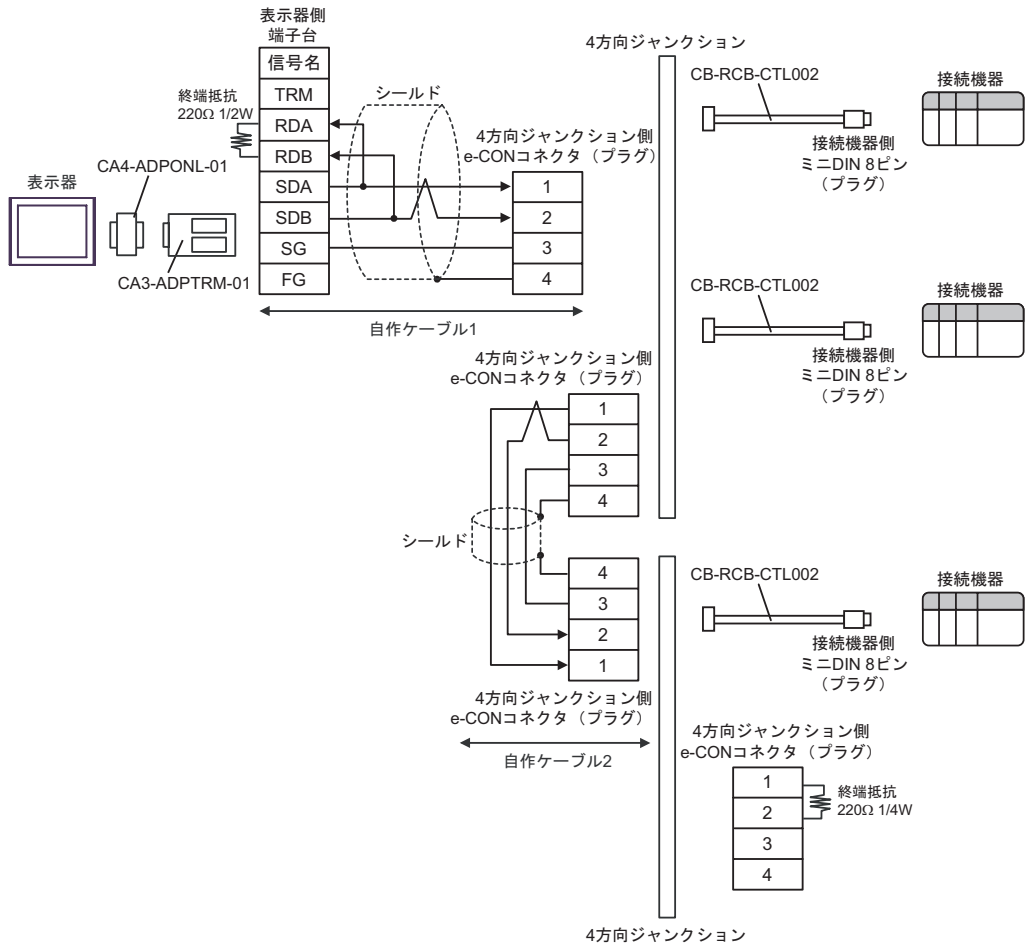 表示器側
端子台
信号名
TRM
RDA
RDB
SDA
SDB
SG
FG
終端抵抗
220Ω 1/2W
シールド
CA4-ADPONL-01
表示器
CA3-ADPTRM-01
4方向ジャンクション側
e-CONコネクタ（プラグ）
1
2
3
4
自作ケーブル1
4方向ジャンクション
CB-RCB-CTL002
接続機器
接続機器側
ミニDIN 8ピン
（プラグ）
CB-RCB-CTL002
接続機器
接続機器側
ミニDIN 8ピン
（プラグ）
4方向ジャンクション側
e-CONコネクタ（プラグ）
1
2
3
4
シールド
4
3
2
1
4方向ジャンクション側
e-CONコネクタ（プラグ）
自作ケーブル2
CB-RCB-CTL002
接続機器
接続機器側
ミニDIN 8ピン
（プラグ）
4方向ジャンクション側
e-CONコネクタ（プラグ）
1
2
3
4
終端抵抗
220Ω 1/4W
4方向ジャンクション